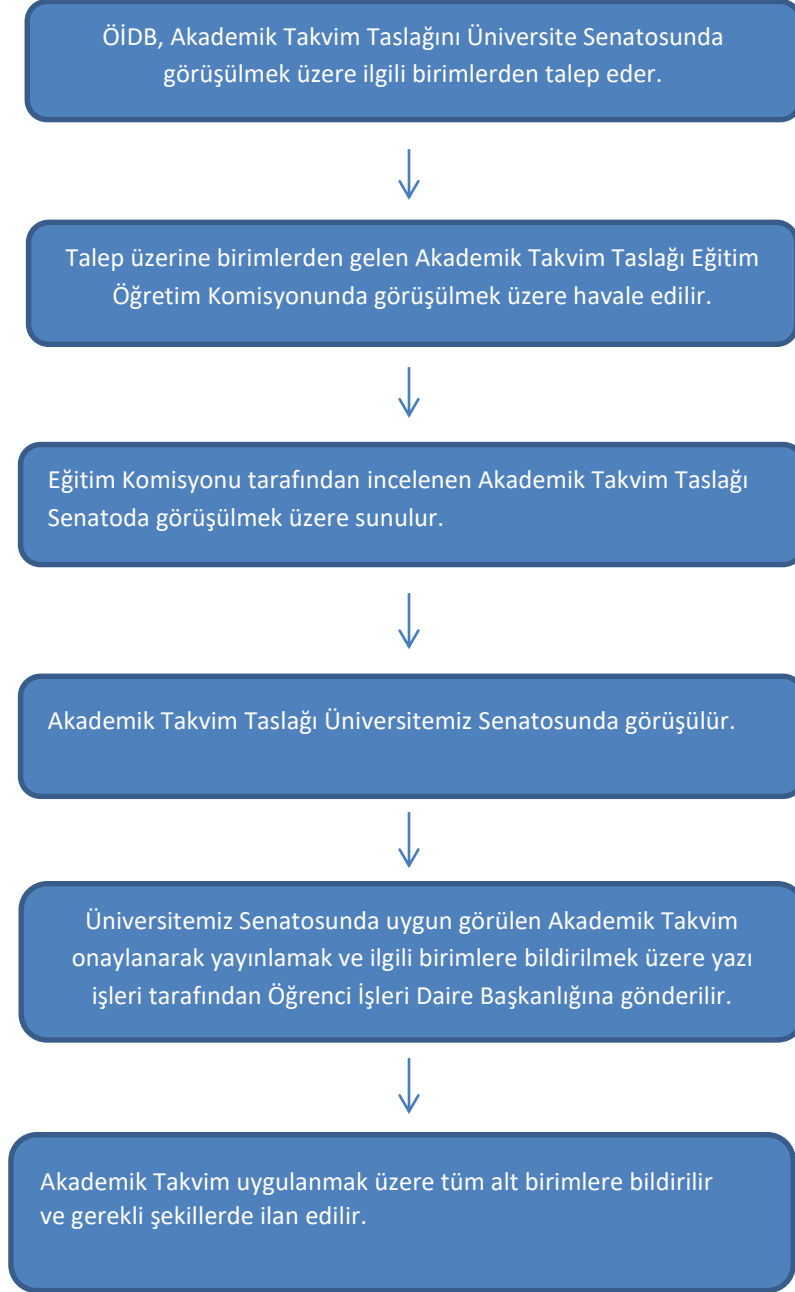 ÖİDB, Akademik Takvim Taslağını Üniversite Senatosunda
görüşülmek üzere ilgili birimlerden talep eder.
Talep üzerine birimlerden gelen Akademik Takvim Taslağı Eğitim
Öğretim Komisyonunda görüşülmek üzere havale edilir.
Eğitim Komisyonu tarafından incelenen Akademik Takvim Taslağı
Senatoda görüşülmek üzere sunulur.
Akademik Takvim Taslağı Üniversitemiz Senatosunda görüşülür.
Üniversitemiz Senatosunda uygun görülen Akademik Takvim
onaylanarak yayınlamak ve ilgili birimlere bildirilmek üzere yazı
işleri tarafından Öğrenci İşleri Daire Başkanlığına gönderilir.
Akademik Takvim uygulanmak üzere tüm alt birimlere bildirilir
ve gerekli şekillerde ilan edilir.